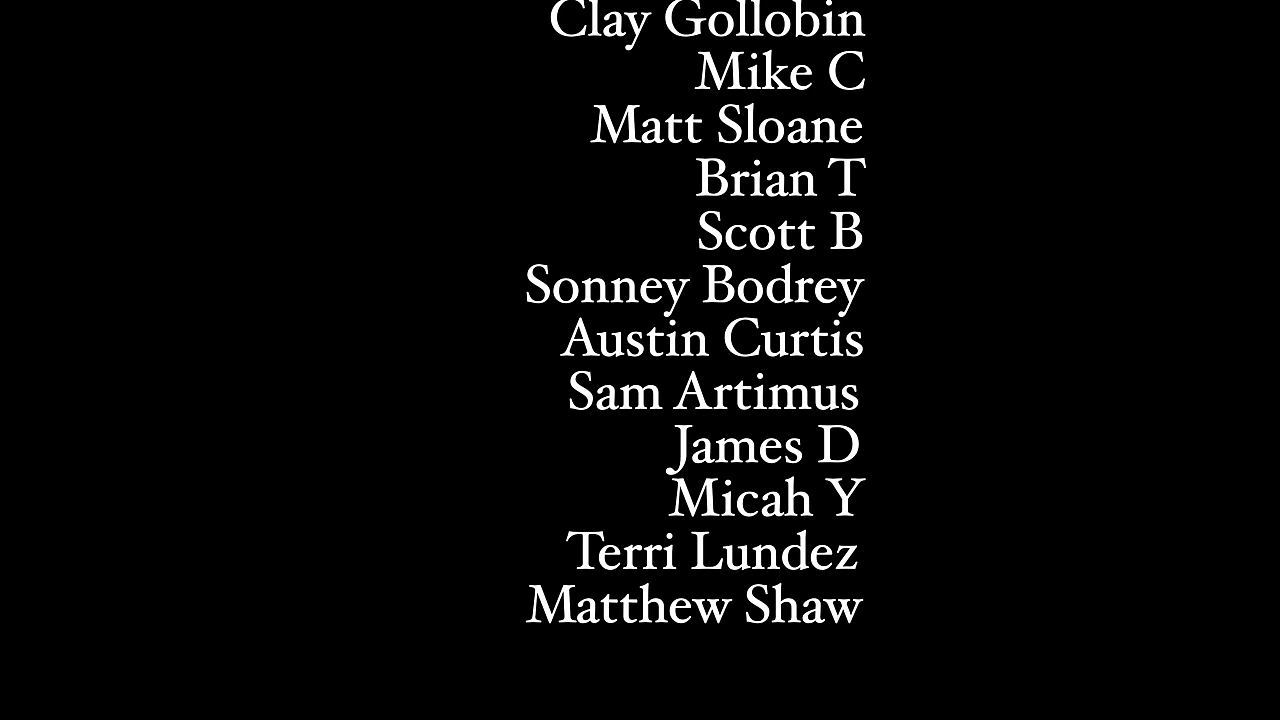 Clay Gollobin
Mike C
Matt Sloane
Brian T
Scott B
Sonney Bodrey
Austin Curtis
Sam Artimus
James D
Micah Y
Terri Lundez
Matthew Shaw